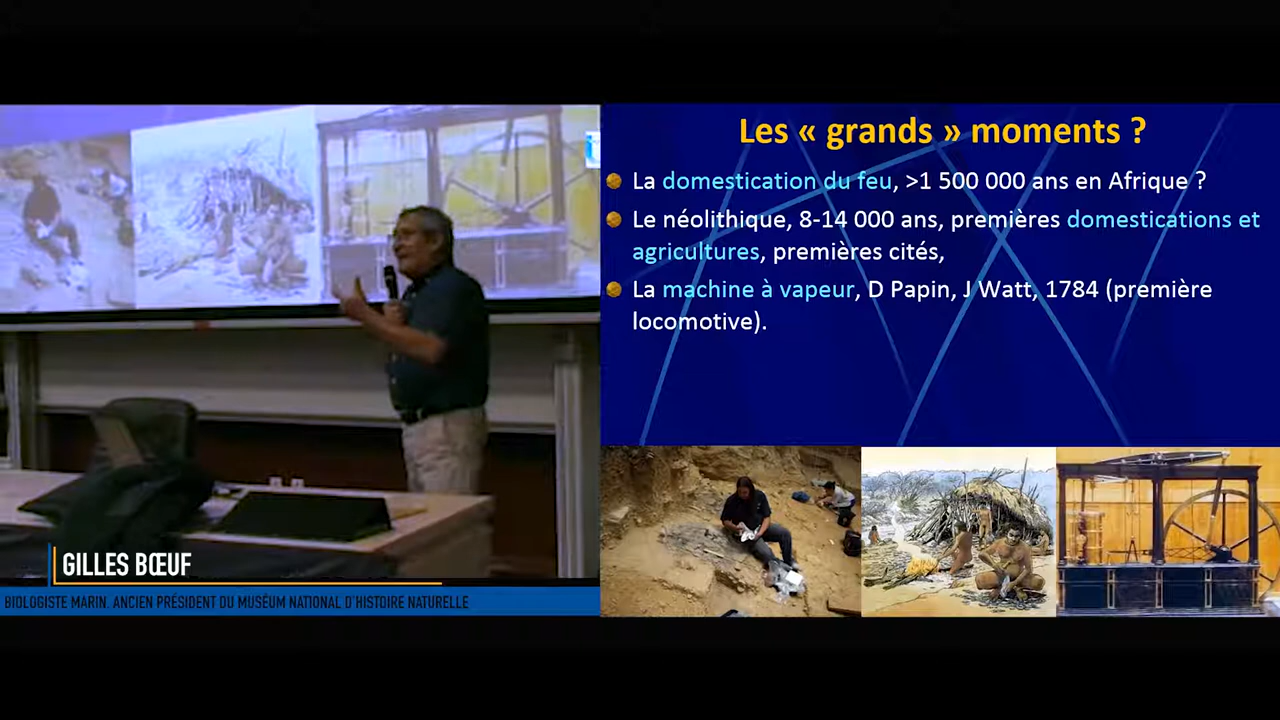 Les « grands » moments ?
La domestication du feu, >1 500 000 ans en Afrique ?
Le néolithique, 8-14 000 ans, premières domestications et
agricultures, premières cités,
La machine à vapeur, D Papin, J Watt, 1784 (première
locomotive).
GILLES BŒUF
BIOLOGISTE MARIN. ANCIEN PRÉSIDENT DU MUSÉUM NATIONAL D'HISTOIRE NATURELLE